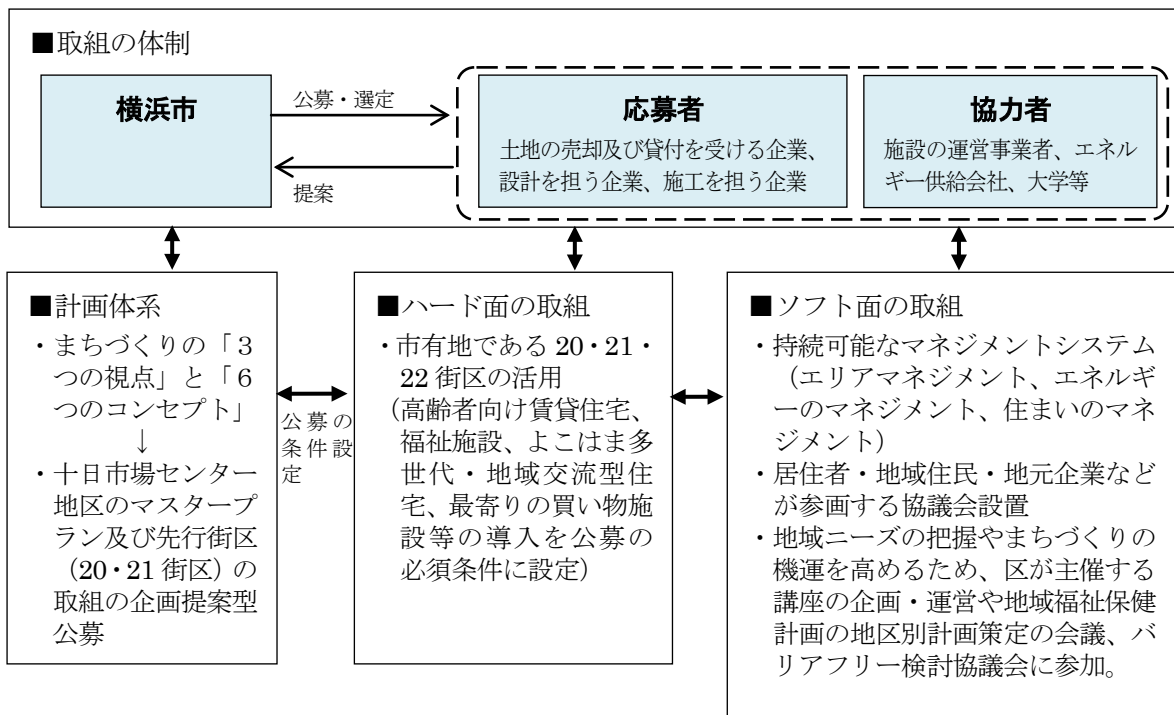 ■取組の体制
横浜市
公募・選定
提案
応募者
土地の売却及び貸付を受ける企業、
設計を担う企業、施工を担う企業
協力者
施設の運営事業者、エネル
ギー供給会社、大学等
■計画体系
・まちづくりの「３
つの視点」と「６
つのコンセプト」
↓
・十日市場センター
地区のマスタープ
ラン及び先行街区
（20・21 街区）の
取組の企画提案型
公募
公募の
条件設
定
■ハード面の取組
・市有地である 20・21・
22 街区の活用
（高齢者向け賃貸住宅、
福祉施設、よこはま多
世代・地域交流型住
宅、最寄りの買い物施
設等の導入を公募の
必須条件に設定）
■ソフト面の取組
・持続可能なマネジメントシステム
（エリアマネジメント、エネルギ
ーのマネジメント、住まいのマネ
ジメント）
・居住者・地域住民・地元企業など
が参画する協議会設置
・地域ニーズの把握やまちづくりの
機運を高めるため、区が主催する
講座の企画・運営や地域福祉保健
計画の地区別計画策定の会議、バ
リアフリー検討協議会に参加。